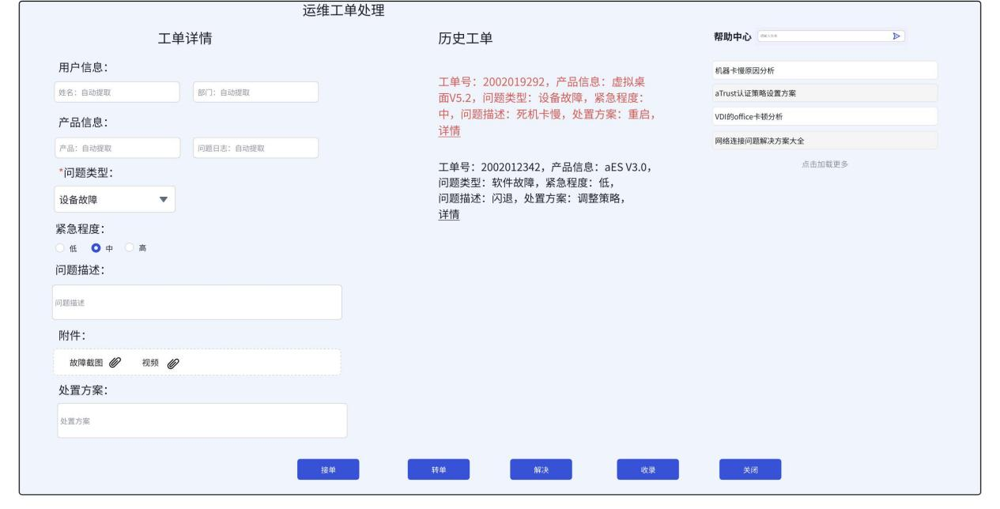 运维工单处理
工单详情
用户信息：
姓名：自动提取
部门：自动提取
产品信息：
产品：自动提取
问题日志：自动提取
*问题类型：
设备故障
紧急程度：
低
中
高
问题描述：
问题描述
附件：
故障截图
视频
处置方案：
处置方案
历史工单
工单号：2002019292，产品信息：虚拟桌
面V5.2，问题类型：设备故障，紧急程度：
中，问题描述：死机卡慢，处置方案：重启，
详情
工单号：2002012342，产品信息：aES V3.0，
问题类型：软件故障，紧急程度：低，
问题描述：闪退，处置方案：调整策略，
详情
帮助中心
机器卡慢原因分析
aTrust认证策略设置方案
VDI的office卡顿分析
网络连接问题解决方案大全
点击加载更多
接单
转单
解决
收录
关闭